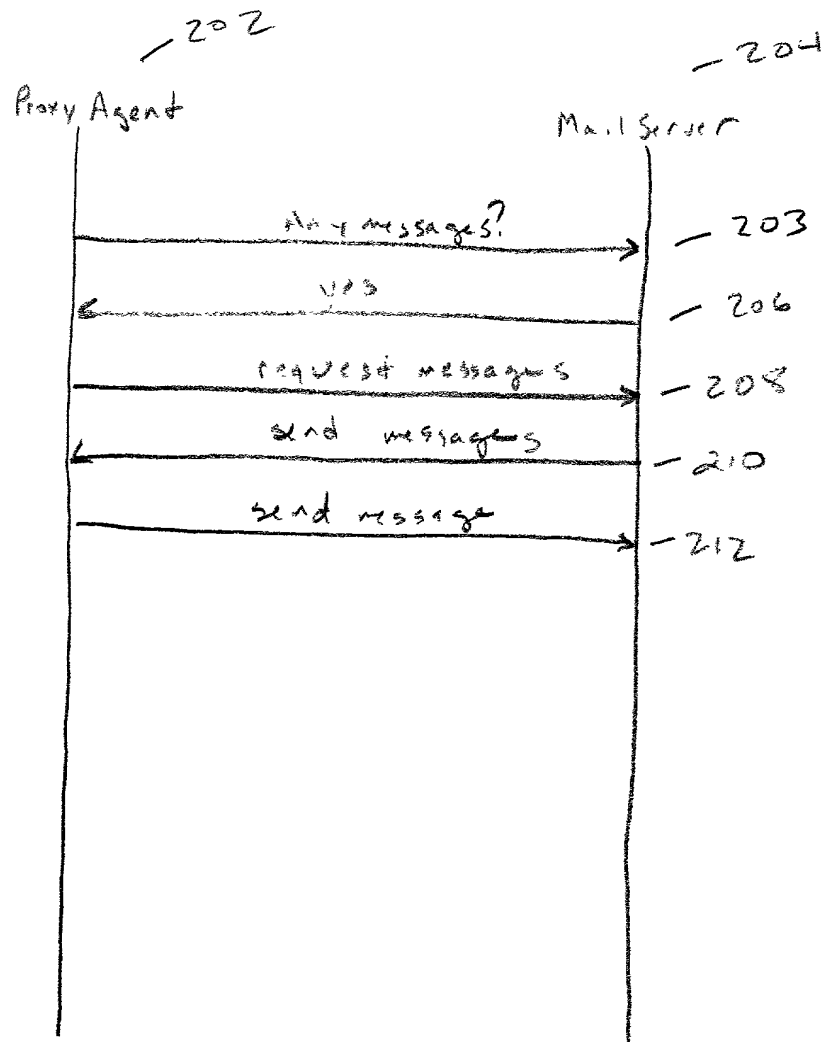 202
204
Proxy Agent
Mail Server
Any messages?
203
yes
206
request messages
208
send messages
210
send message
212